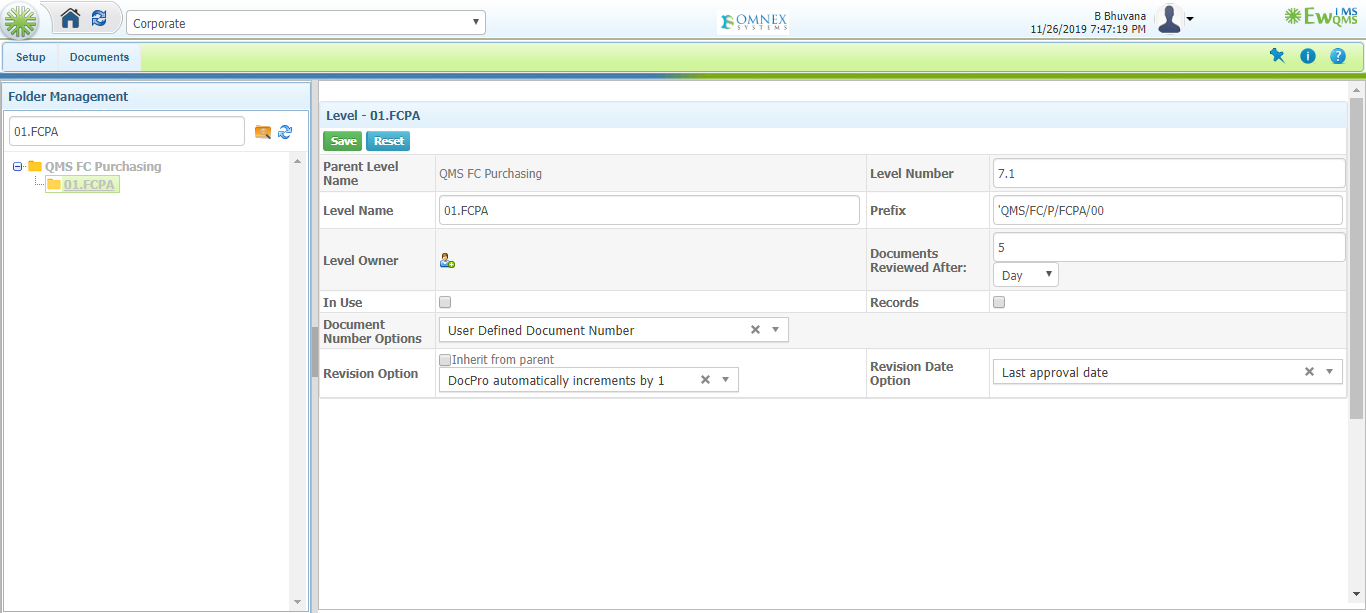 Corporate
OMNEX
SYSTEMS
B Bhuvana
11/26/2019 7:47:19 PM
EwIMS
QMS
Setup Documents
Folder Management
01.FCPA
QMS FC Purchasing
01.FCPA
Level - 01.FCPA
Save Reset
Parent Level
Name
QMS FC Purchasing
Level Number
7.1
Level Name
01.FCPA
Prefix
'QMS/FC/P/FCPA/00
Level Owner
Documents
Reviewed After:
5
Day
In Use
Records
Document
Number Options
User Defined Document Number
Revision Option
Inherit from parent
DocPro automatically increments by 1
Revision Date
Option
Last approval date